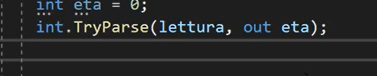 int eta = 0;
int.TryParse(lettura, out eta);